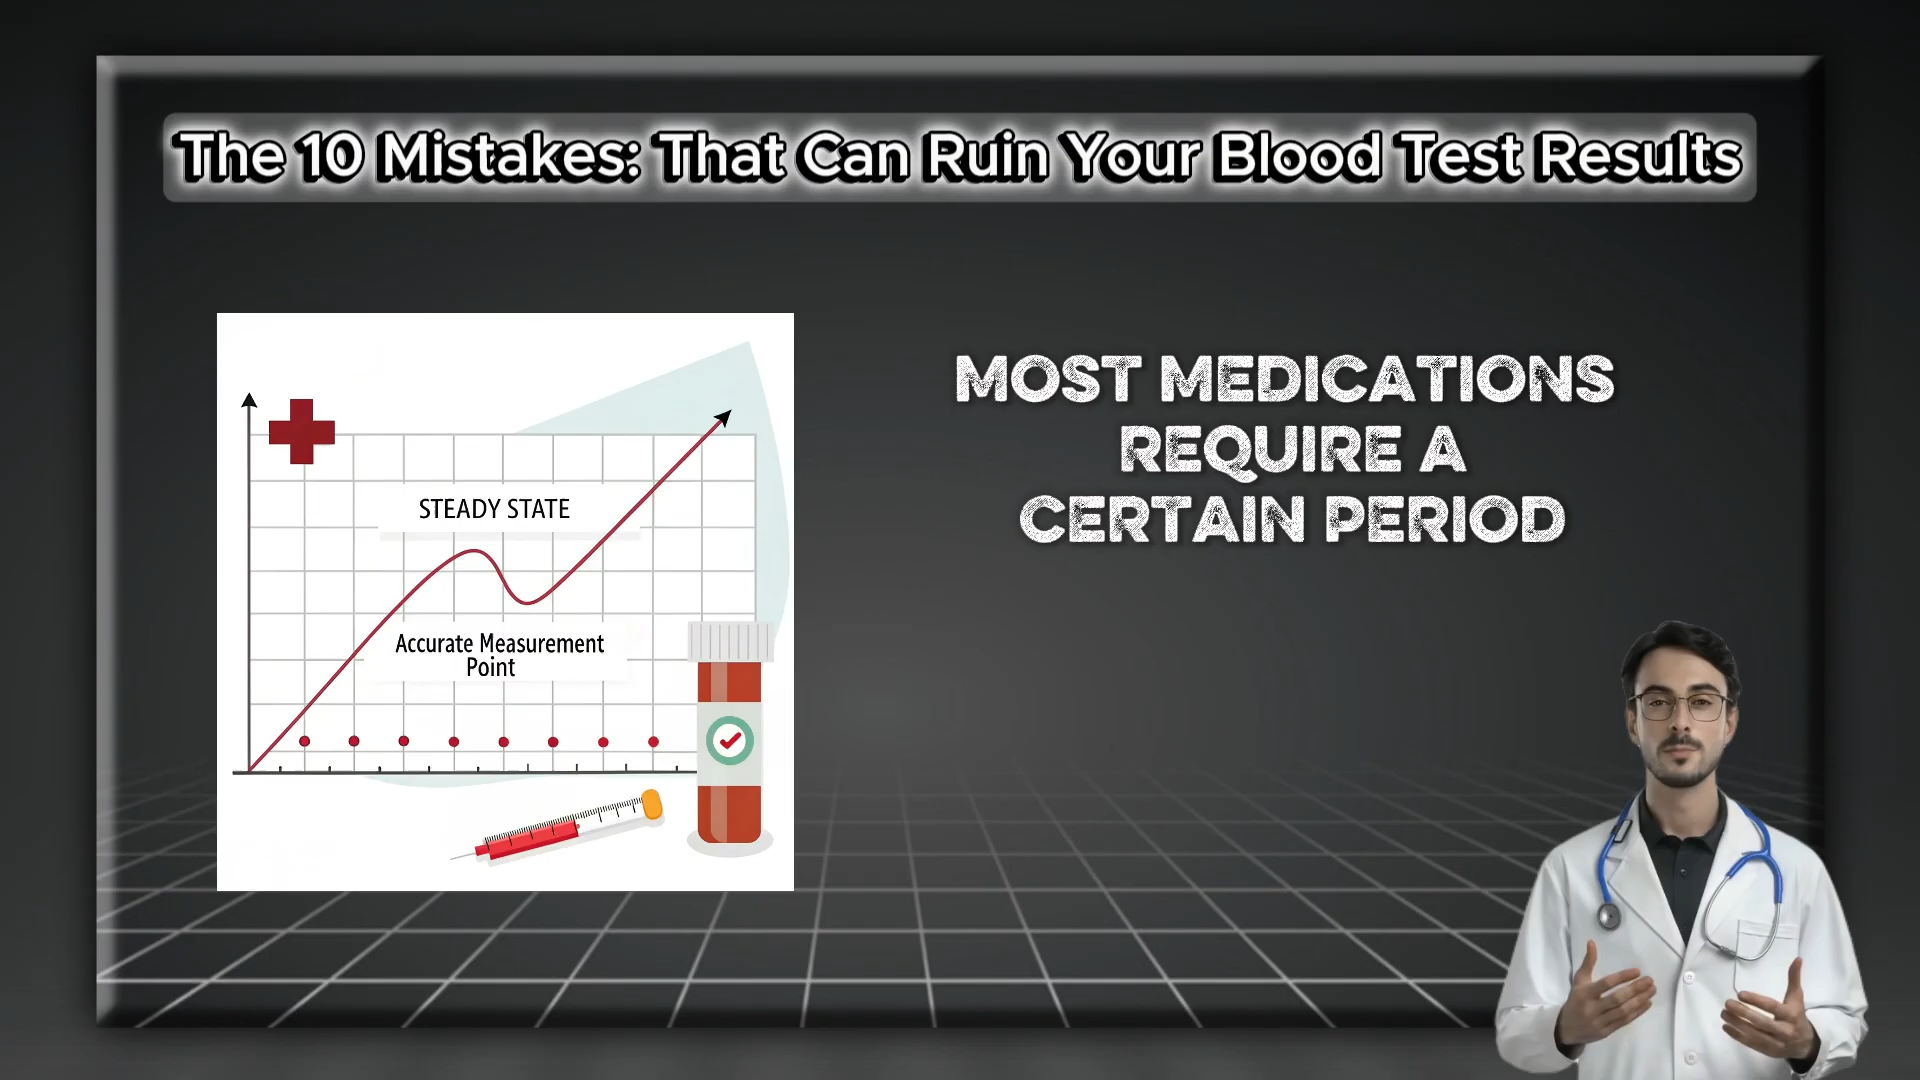 The 10 Mistakes: That Can Ruin Your Blood Test Results
STEADY STATE
Accurate Measurement
Point
MOST MEDICATIONS
REQUIRE A
CERTAIN PERIOD